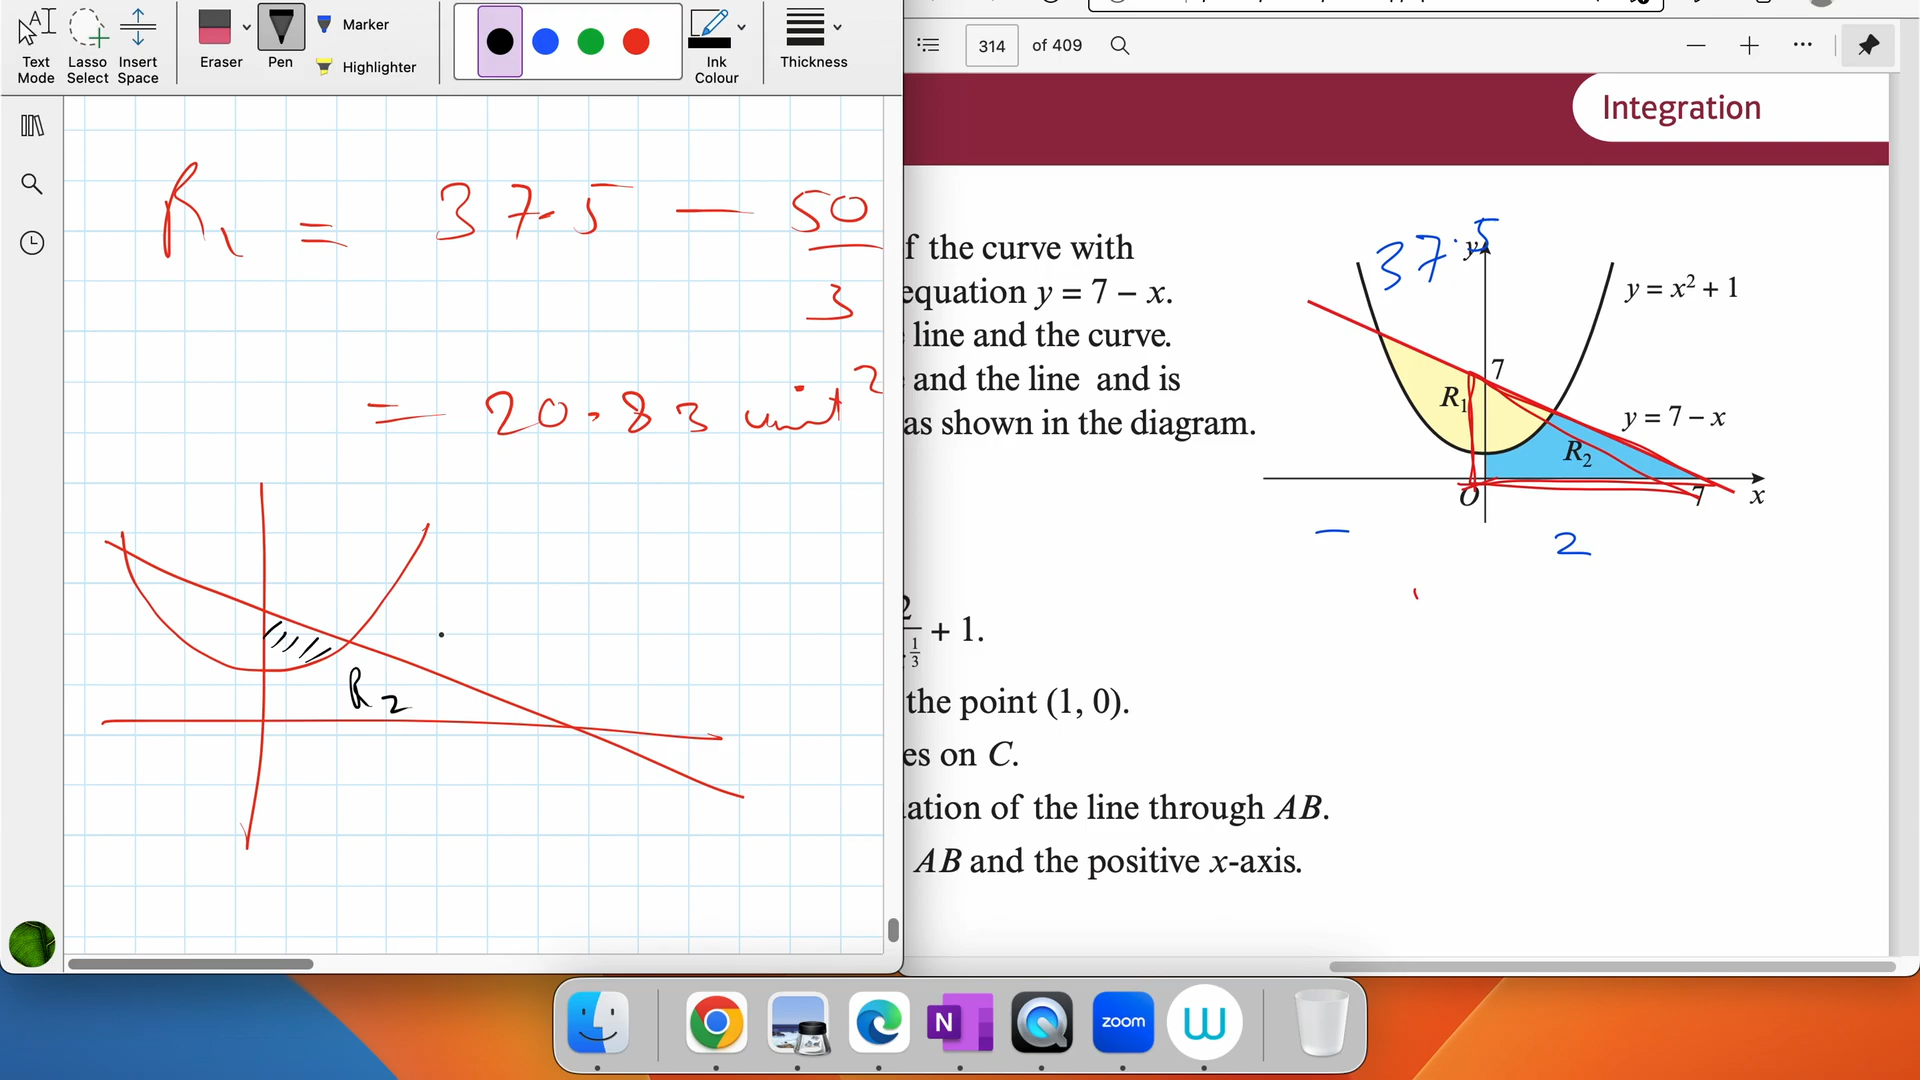 Text Mode
Lasso Select
Insert Space
Eraser
Pen
Marker
Highlighter
Ink Colour
Thickness
R₁ = 37.5 − 50/3
= 20.83 unit²
R₂
314 of 409
Integration
f the curve with
equation y = 7 − x.
line and the curve.
and the line and is
as shown in the diagram.
37.5
y
y = x² + 1
7
R₁
y = 7 − x
R₂
O
7
x
−
2
+ 1.
the point (1, 0).
es on C.
ation of the line through AB.
AB and the positive x-axis.
N
zoom
W